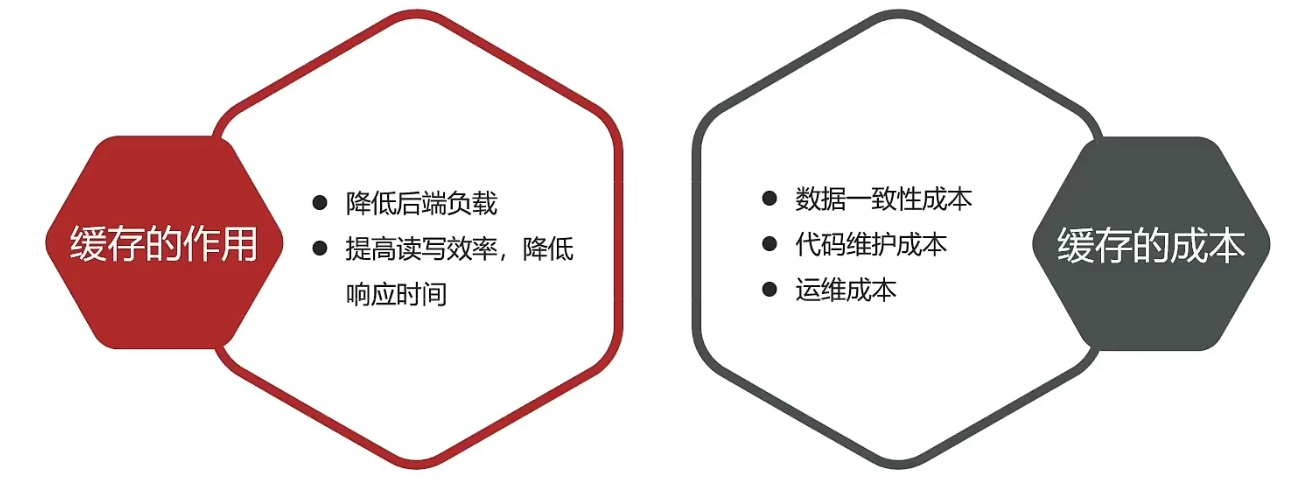 缓存的作用
降低后端负载
提高读写效率，降低
响应时间
数据一致性成本
代码维护成本
运维成本
缓存的成本